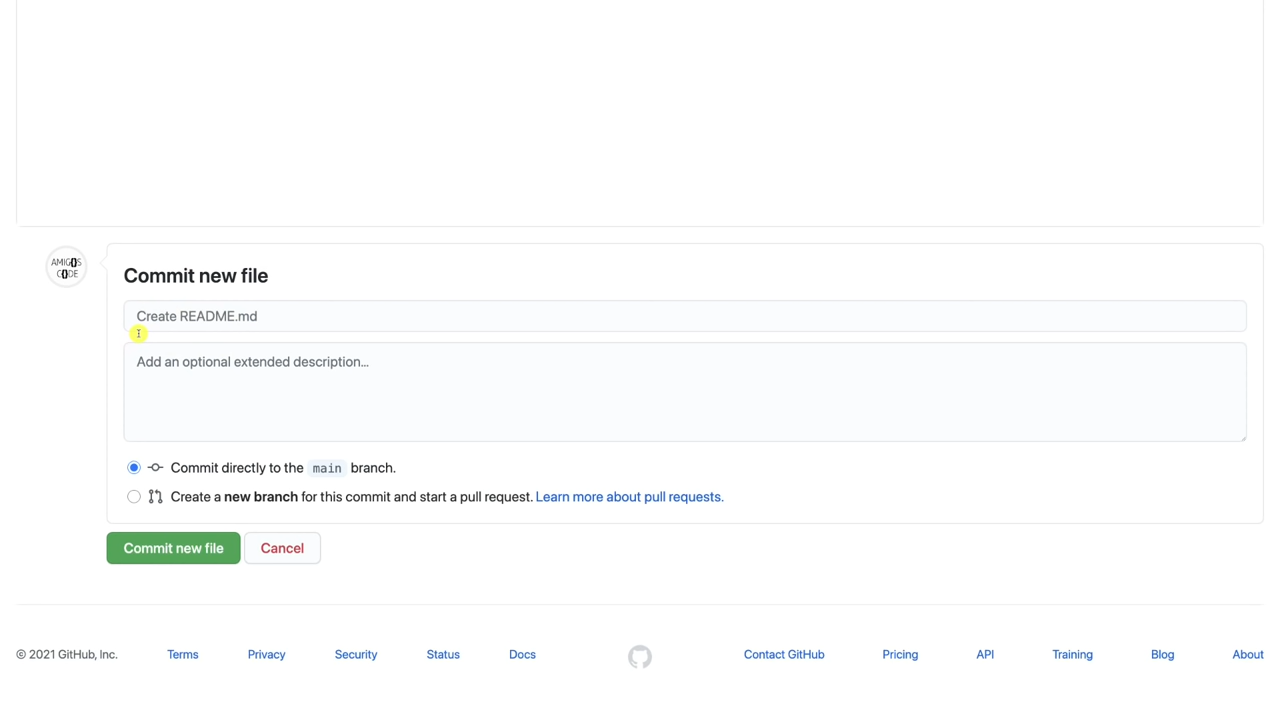 AMIGOS
CODE
Commit new file
Create README.md
Add an optional extended description...
Commit directly to the main branch.
Create a new branch for this commit and start a pull request. Learn more about pull requests.
Commit new file
Cancel
© 2021 GitHub, Inc.
Terms
Privacy
Security
Status
Docs
Contact GitHub
Pricing
API
Training
Blog
About